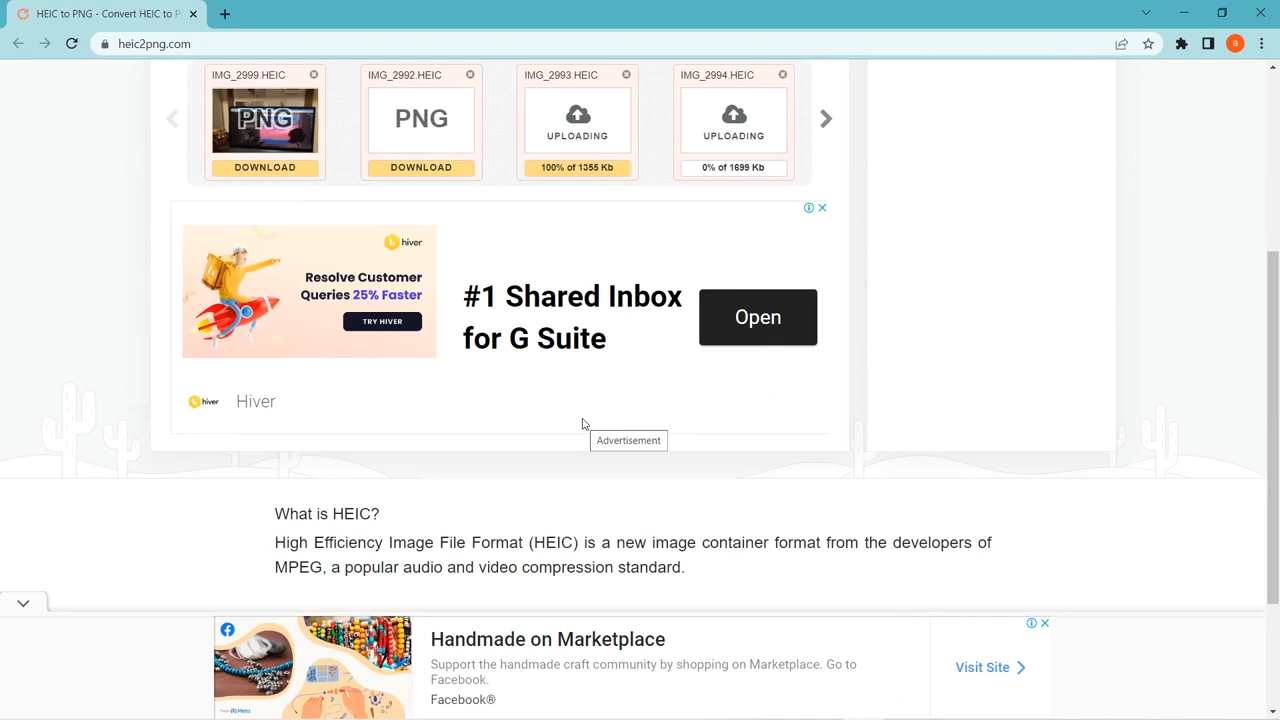 HEIC to PNG - Convert HEIC to P
heic2png.com
a
IMG_2999.HEIC
IMG_2992.HEIC
IMG_2993.HEIC
IMG_2994.HEIC
PNG
PNG
UPLOADING
UPLOADING
DOWNLOAD
DOWNLOAD
100% of 1355 Kb
0% of 1699 Kb
hiver
Resolve Customer
Queries 25% Faster
TRY HIVER
#1 Shared Inbox
for G Suite
Open
hiver
Hiver
Advertisement
What is HEIC?
High Efficiency Image File Format (HEIC) is a new image container format from the developers of
MPEG, a popular audio and video compression standard.
Handmade on Marketplace
Support the handmade craft community by shopping on Marketplace. Go to
Facebook.
Facebook®
Visit Site
from Meta